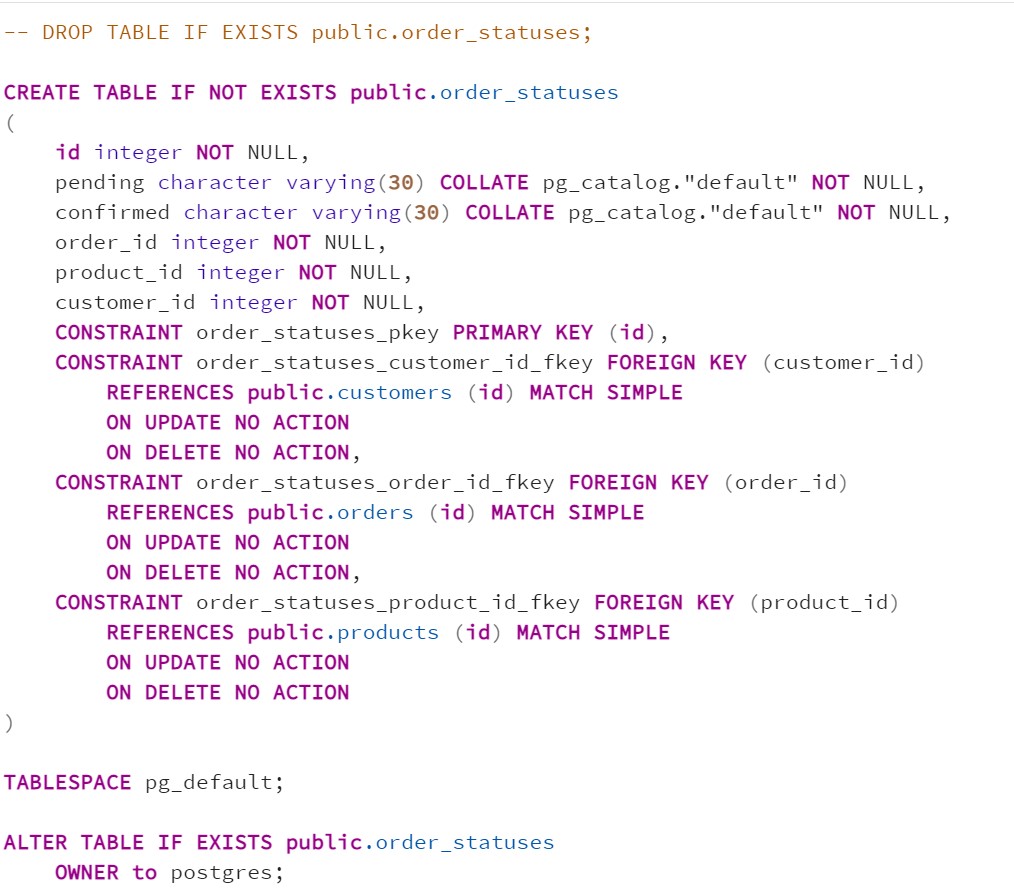 -- DROP TABLE IF EXISTS public.order_statuses;
CREATE TABLE IF NOT EXISTS public.order_statuses
(
    id integer NOT NULL,
    pending character varying(30) COLLATE pg_catalog."default" NOT NULL,
    confirmed character varying(30) COLLATE pg_catalog."default" NOT NULL,
    order_id integer NOT NULL,
    product_id integer NOT NULL,
    customer_id integer NOT NULL,
    CONSTRAINT order_statuses_pkey PRIMARY KEY (id),
    CONSTRAINT order_statuses_customer_id_fkey FOREIGN KEY (customer_id)
        REFERENCES public.customers (id) MATCH SIMPLE
        ON UPDATE NO ACTION
        ON DELETE NO ACTION,
    CONSTRAINT order_statuses_order_id_fkey FOREIGN KEY (order_id)
        REFERENCES public.orders (id) MATCH SIMPLE
        ON UPDATE NO ACTION
        ON DELETE NO ACTION,
    CONSTRAINT order_statuses_product_id_fkey FOREIGN KEY (product_id)
        REFERENCES public.products (id) MATCH SIMPLE
        ON UPDATE NO ACTION
        ON DELETE NO ACTION
)
TABLESPACE pg_default;
ALTER TABLE IF EXISTS public.order_statuses
    OWNER to postgres;